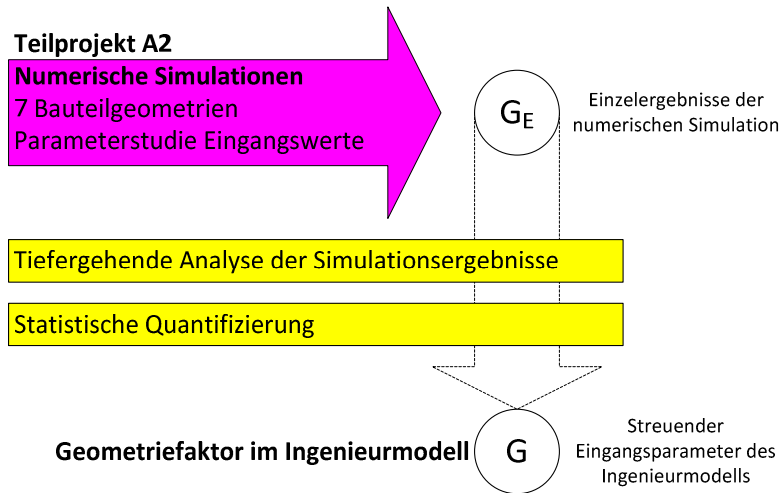 Teilprojekt A2
Numerische Simulationen
7 Bauteilgeometrien
Parameterstudie Eingangswerte
GE
Einzelergebnisse der
numerischen Simulation
Tiefergehende Analyse der Simulationsergebnisse
Statistische Quantifizierung
Geometriefaktor im Ingenieurmodell
G
Streuender
Eingangsparameter des
Ingenieurmodells